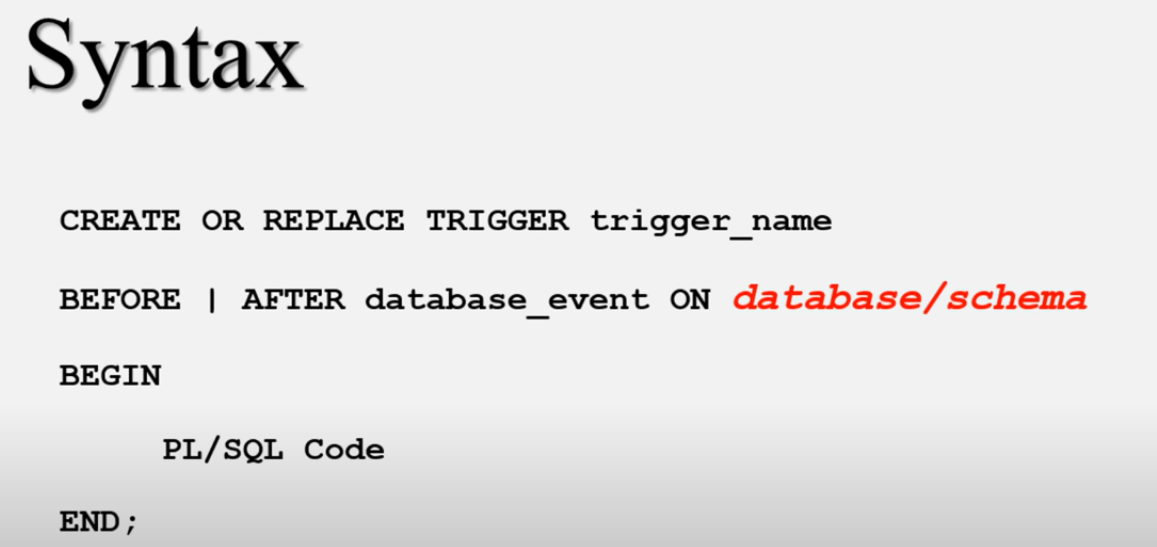 Syntax
CREATE OR REPLACE TRIGGER trigger_name
BEFORE | AFTER database_event ON database/schema
BEGIN
PL/SQL Code
END;